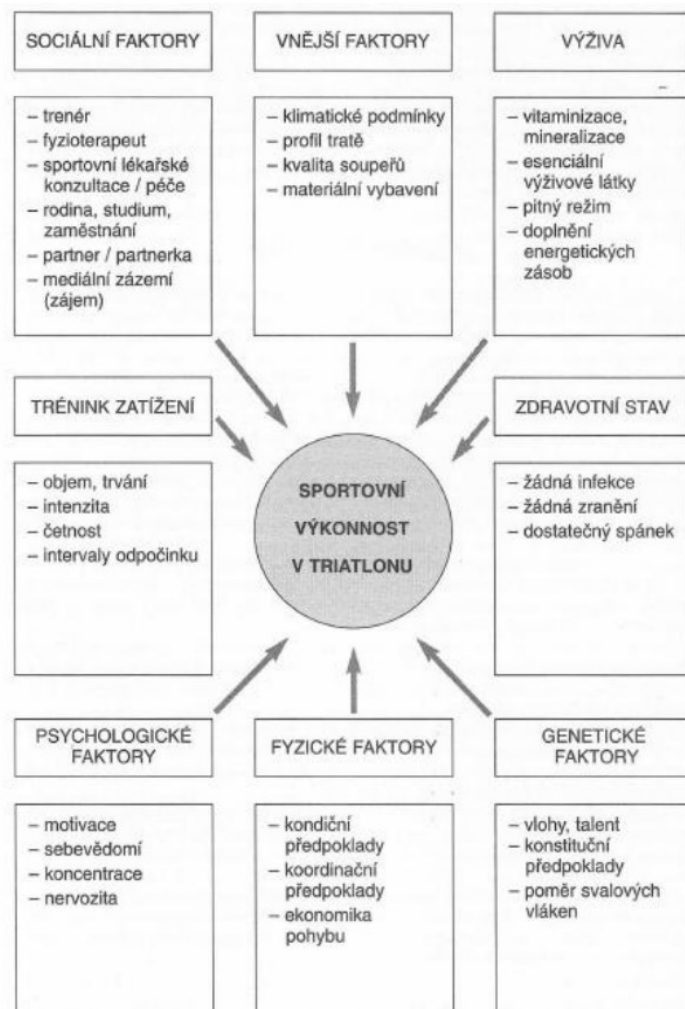 SOCIÁLNÍ FAKTORY
– trenér
– fyzioterapeut
– sportovní lékařské
konzultace / péče
– rodina, studium,
zaměstnání
– partner / partnerka
– mediální zázemí
(zájem)
VNĚJŠÍ FAKTORY
– klimatické podmínky
– profil tratě
– kvalita soupeřů
– materiální vybavení
VÝŽIVA
– vitaminizace,
mineralizace
– esenciální
výživové látky
– pitný režim
– doplnění
energetických
zásob
TRÉNINK ZATÍŽENÍ
– objem, trvání
– intenzita
– četnost
– intervaly odpočinku
SPORTOVNÍ
VÝKONNOST
V TRIATLONU
ZDRAVOTNÍ STAV
– žádná infekce
– žádná zranění
– dostatečný spánek
PSYCHOLOGICKÉ
FAKTORY
– motivace
– sebevědomí
– koncentrace
– nervozita
FYZICKÉ FAKTORY
– kondiční
předpoklady
– koordinační
předpoklady
– ekonomika
pohybu
GENETICKÉ
FAKTORY
– vlohy, talent
– konstituční
předpoklady
– poměr svalových
vláken